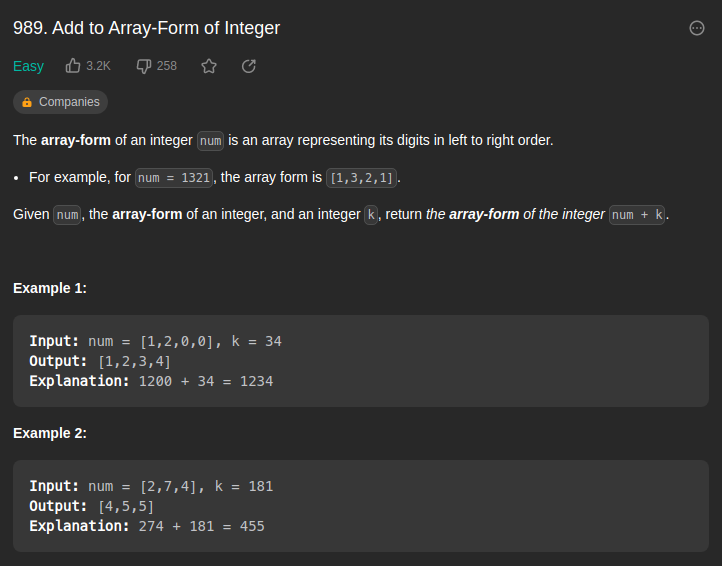 989. Add to Array-Form of Integer
Easy 3.2K 258
Companies
The array-form of an integer num is an array representing its digits in left to right order.
• For example, for num = 1321, the array form is [1,3,2,1].
Given num, the array-form of an integer, and an integer k, return the array-form of the integer num + k.
Example 1:
Input: num = [1,2,0,0], k = 34
Output: [1,2,3,4]
Explanation: 1200 + 34 = 1234
Example 2:
Input: num = [2,7,4], k = 181
Output: [4,5,5]
Explanation: 274 + 181 = 455